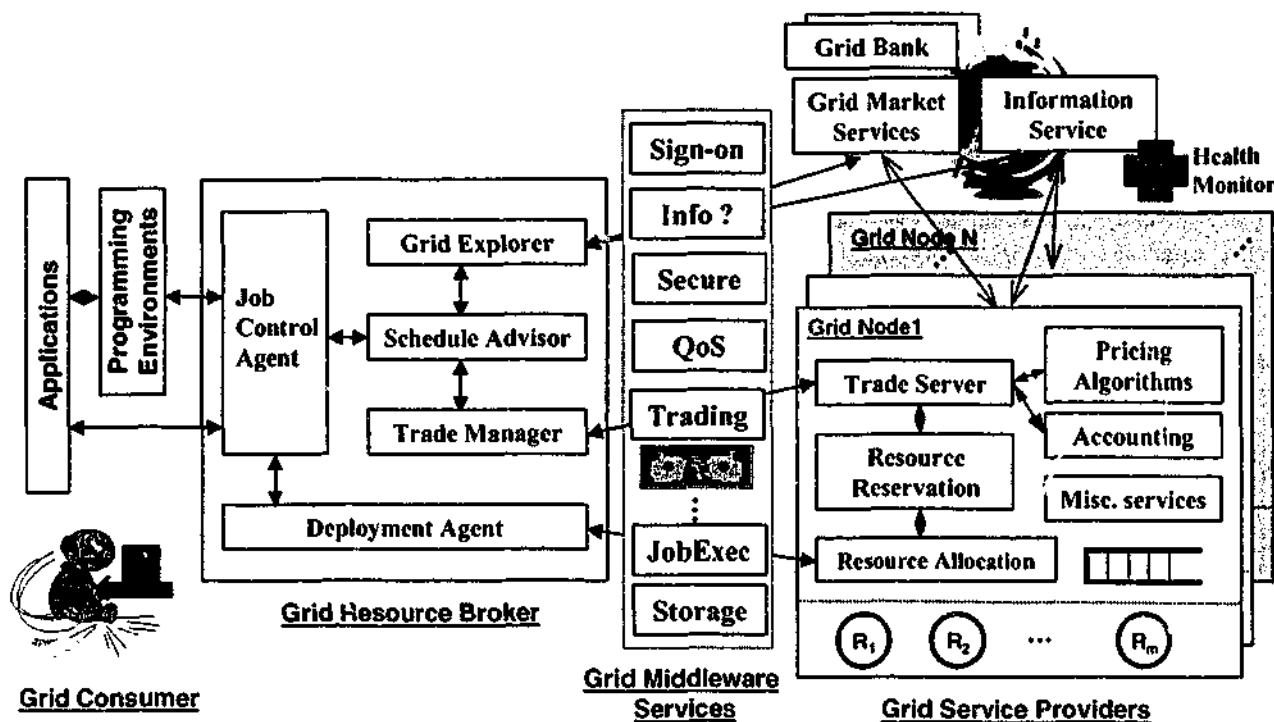 Grid Bank
Grid Market
Services
Information
Service
Health
Monitor
Applications
Programming
Environments
Job
Control
Agent
Grid Explorer
Schedule Advisor
Trade Manager
Deployment Agent
Grid Resource Broker
Grid Consumer
Sign-on
Info ?
Secure
QoS
Trading
JobExec
Storage
Grid Middleware
Services
Grid Node N
Grid Node1
Trade Server
Pricing
Algorithms
Accounting
Resource
Reservation
Misc. services
Resource Allocation
R1
R2
...
Rm
Grid Service Providers